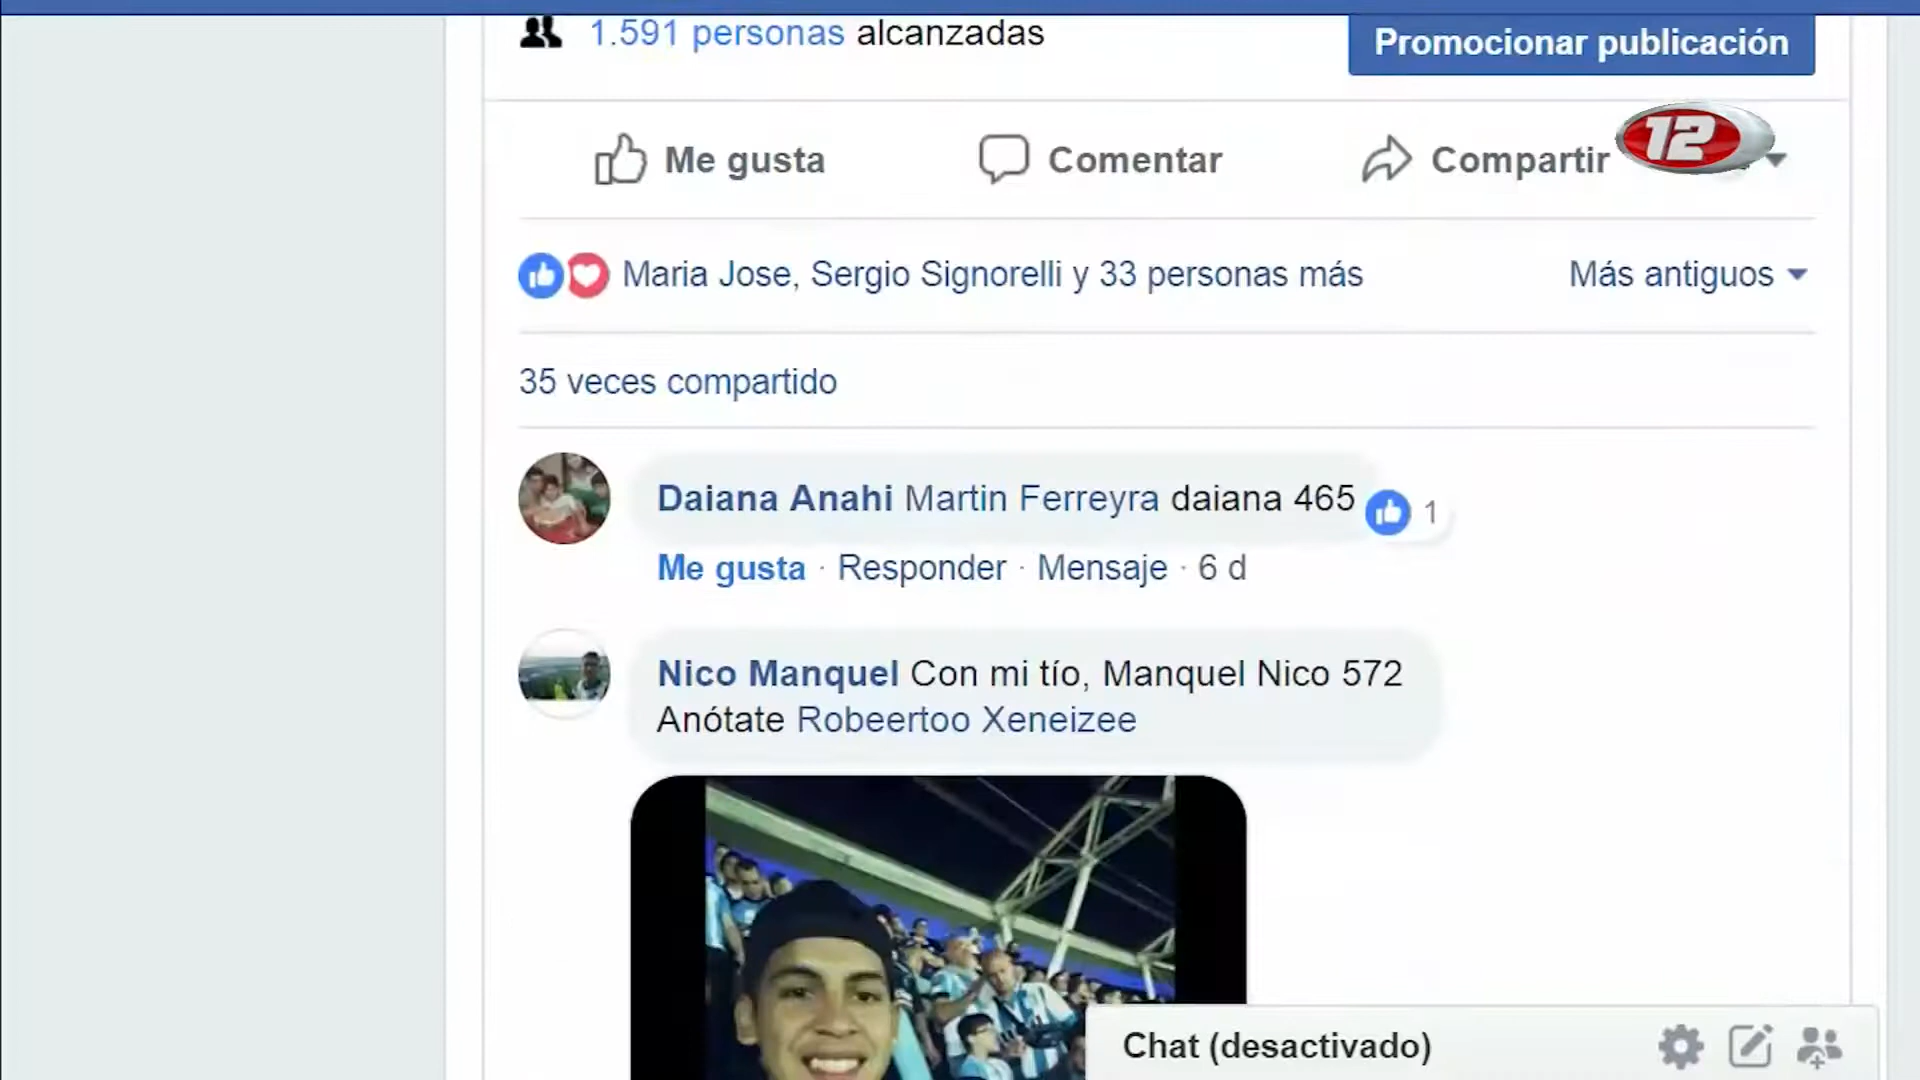 1.591 personas alcanzadas
Promocionar publicación
12
Me gusta
Comentar
Compartir
Maria Jose, Sergio Signorelli y 33 personas más
Más antiguos
35 veces compartido
Daiana Anahi Martin Ferreyra daiana 465
1
Me gusta · Responder · Mensaje · 6 d
Nico Manquel Con mi tío, Manquel Nico 572
Anótate Robeertoo Xeneizee
Chat (desactivado)